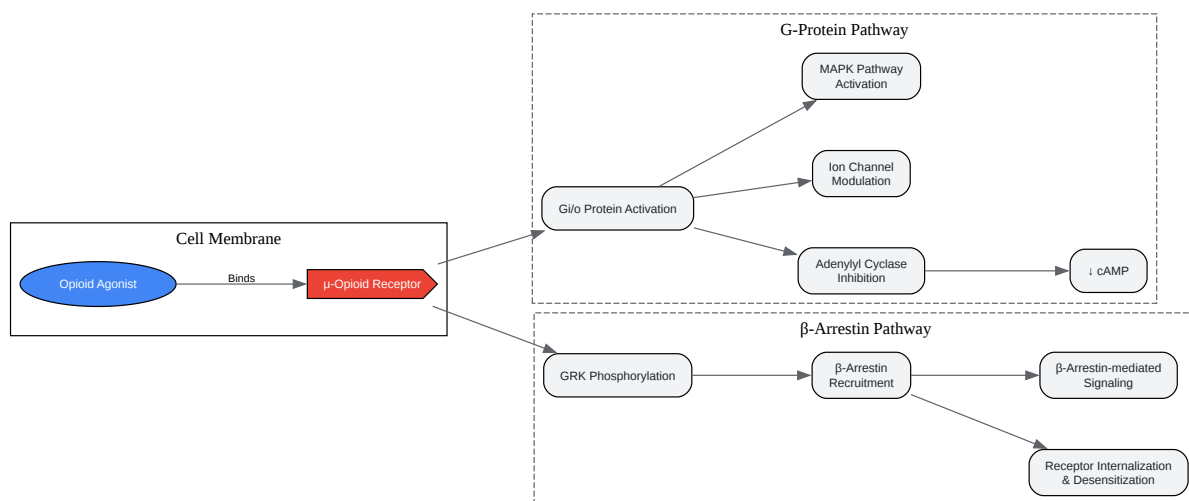 G-Protein Pathway
MAPK Pathway
Activation
Ion Channel
Modulation
Gi/o Protein Activation
Adenylyl Cyclase
Inhibition
↓ cAMP
Cell Membrane
Opioid Agonist
Binds
μ-Opioid Receptor
β-Arrestin Pathway
GRK Phosphorylation
β-Arrestin
Recruitment
β-Arrestin-mediated
Signaling
Receptor Internalization
& Desensitization